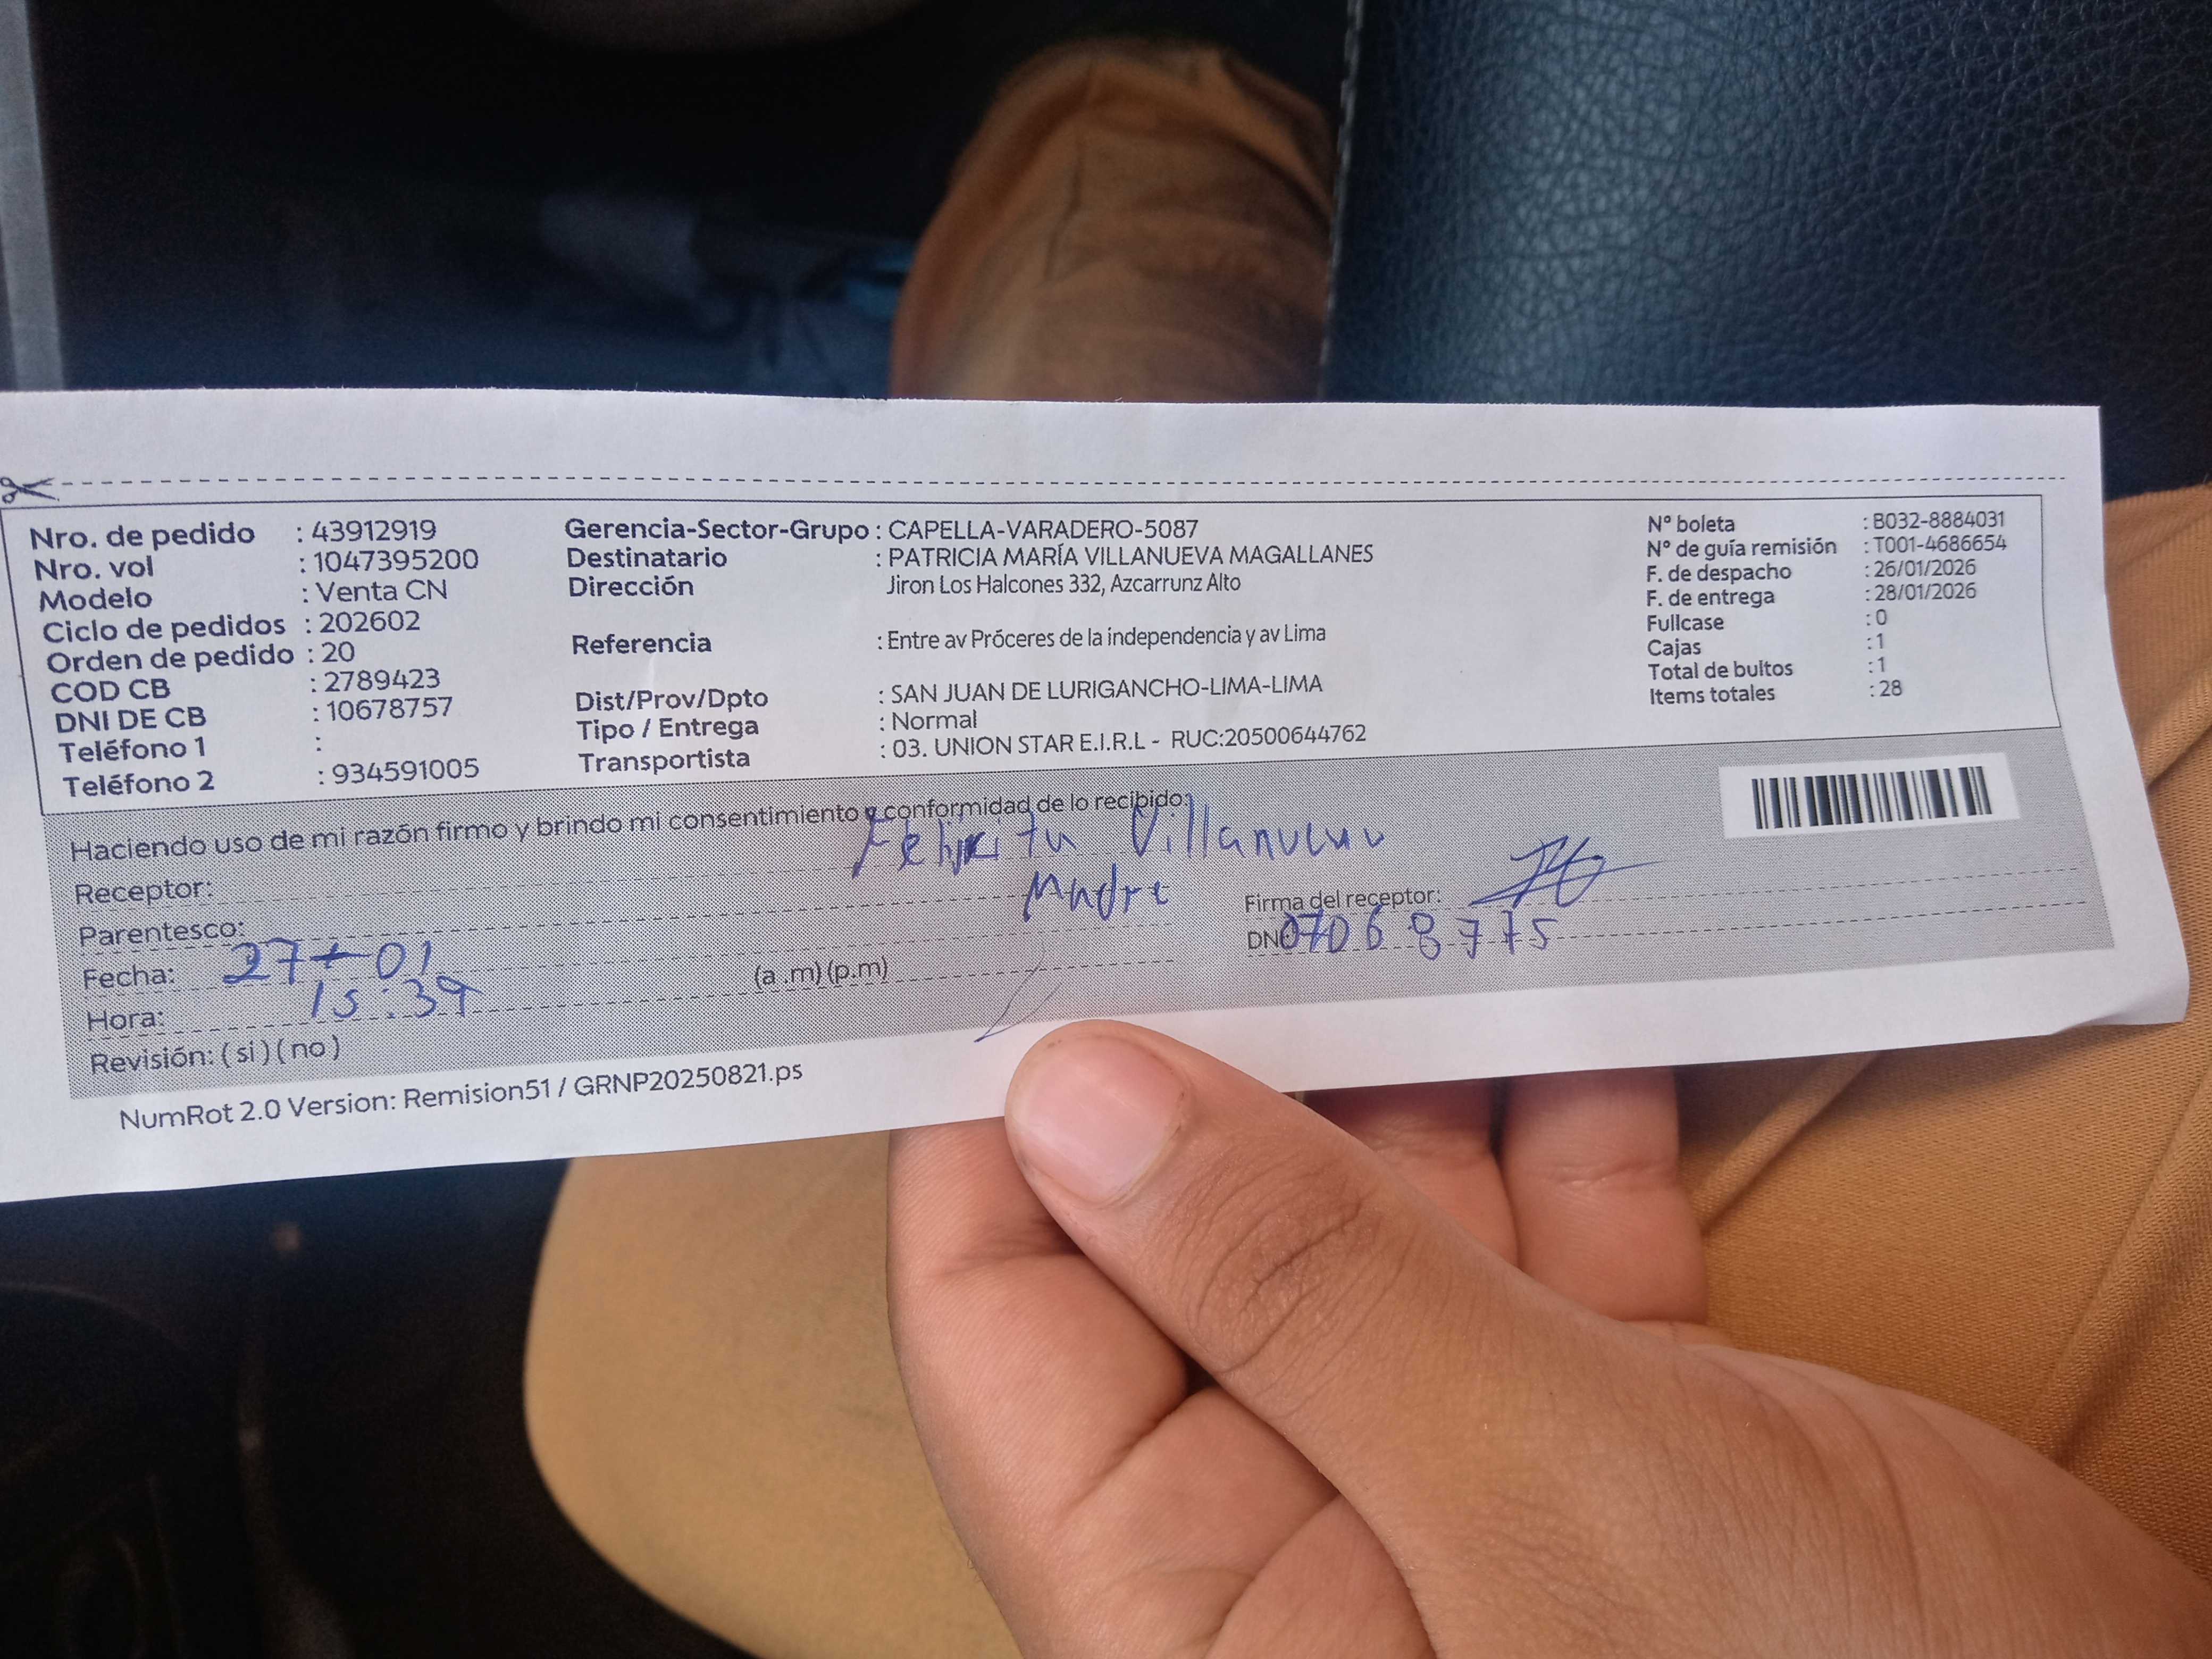 Nro. de pedido : 43912919
Nro. vol : 1047395200
Modelo : Venta CN
Ciclo de pedidos : 202602
Orden de pedido : 20
COD CB : 2789423
DNI DE CB : 10678757
Teléfono 1 :
Teléfono 2 : 934591005
Gerencia-Sector-Grupo : CAPELLA-VARADERO-5087
Destinatario : PATRICIA MARÍA VILLANUEVA MAGALLANES
Dirección Jiron Los Halcones 332, Azcarrunz Alto
Referencia : Entre av Próceres de la independencia y av Lima
Dist/Prov/Dpto : SAN JUAN DE LURIGANCHO-LIMA-LIMA
Tipo / Entrega : Normal
Transportista : 03. UNION STAR E.I.R.L - RUC:20500644762
N° boleta : B032-8884031
N° de guía remisión : T001-4686654
F. de despacho : 26/01/2026
F. de entrega : 28/01/2026
Fullcase : 0
Cajas : 1
Total de bultos : 1
Items totales : 28
Haciendo uso de mi razón firmo y brindo mi consentimiento y conformidad de lo recibido:
Receptor:
Parentesco: Madre
Fecha: 27-01
Hora: 15:39 (a .m) (p.m)
Revisión: ( si ) ( no )
Firma del receptor:
DNI
NumRot 2.0 Version: Remision51 / GRNP20250821.ps